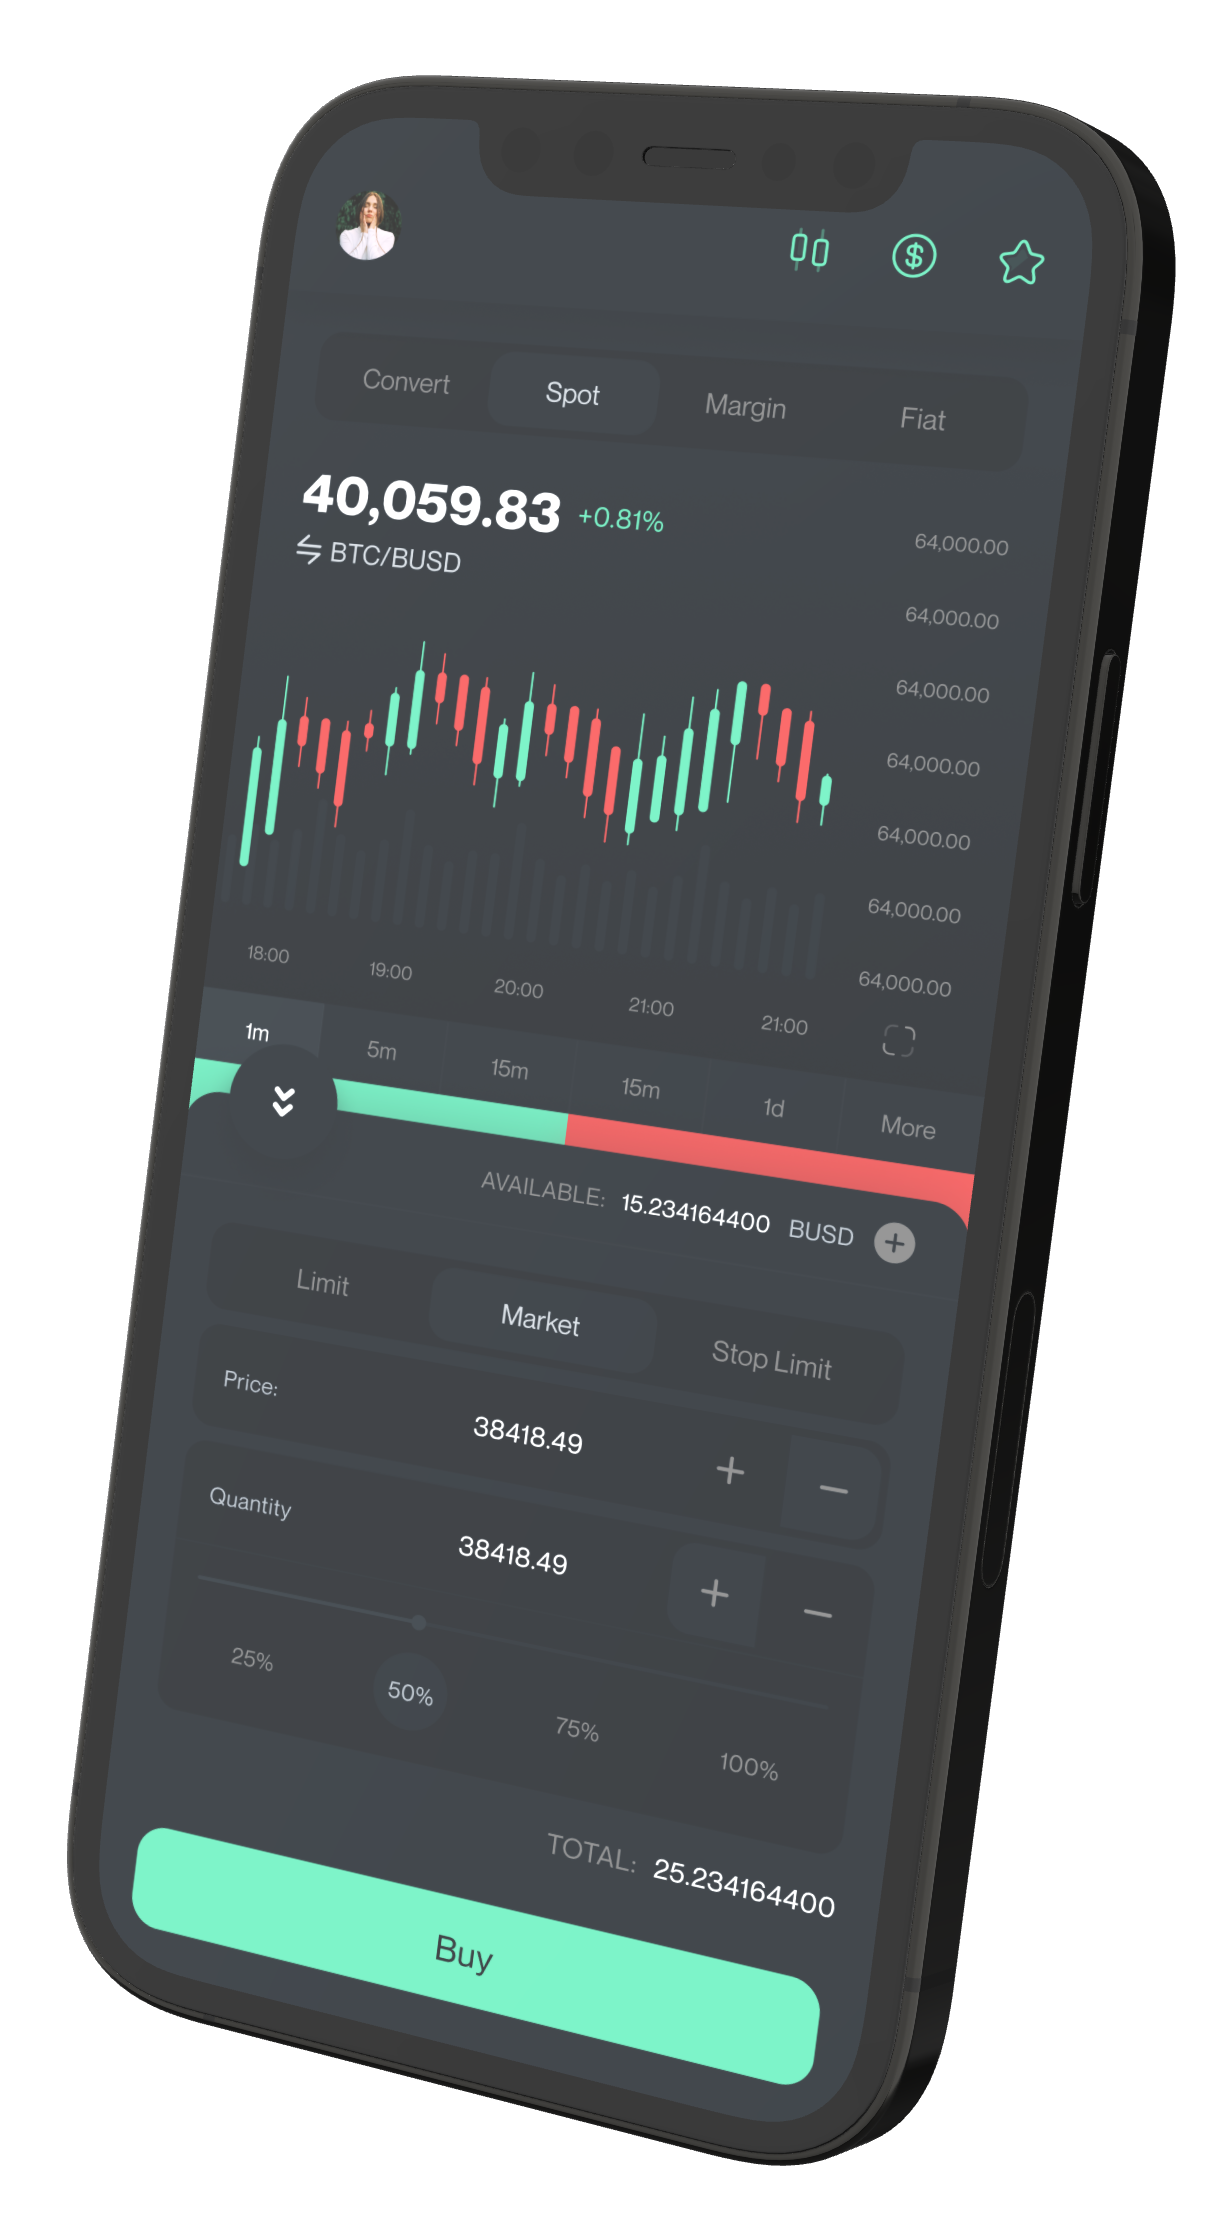 Convert Spot Margin Fiat
40,059.83 +0.81%
BTC/BUSD
64,000.00
64,000.00
64,000.00
64,000.00
64,000.00
64,000.00
64,000.00
18:00 19:00 20:00 21:00 21:00
1m 5m 15m 15m 1d More
AVAILABLE: 15.234164400 BUSD
Limit Market Stop Limit
Price: 38418.49
Quantity 38418.49
25% 50% 75% 100%
TOTAL: 25.234164400
Buy